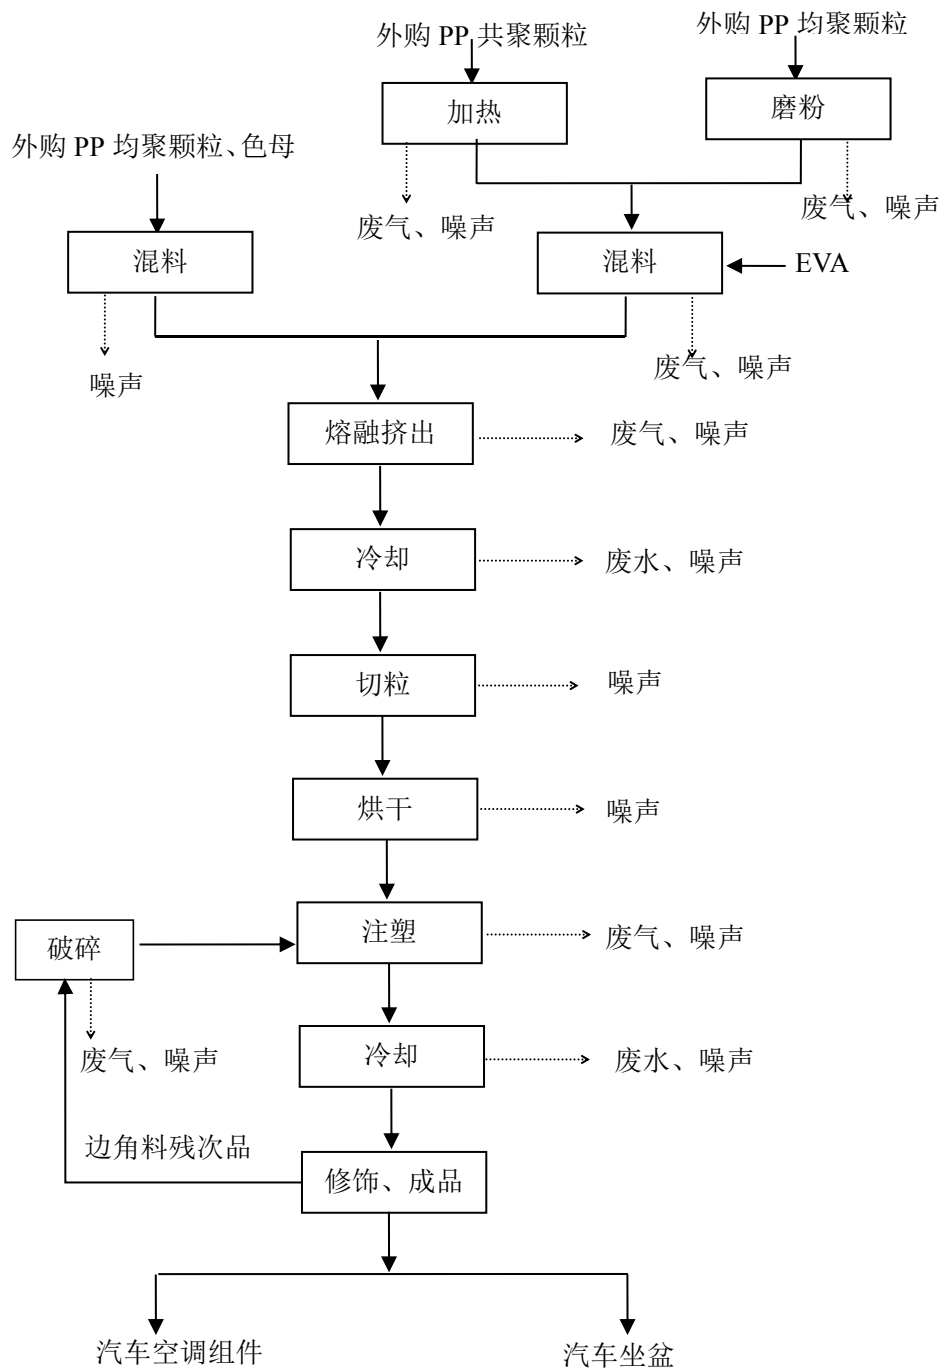 外购 PP 共聚颗粒
外购 PP 均聚颗粒
加热
磨粉
外购 PP 均聚颗粒、色母
废气、噪声
废气、噪声
混料
混料
EVA
噪声
废气、噪声
熔融挤出
废气、噪声
冷却
废水、噪声
切粒
噪声
烘干
噪声
注塑
废气、噪声
破碎
冷却
废水、噪声
废气、噪声
边角料残次品
修饰、成品
汽车空调组件
汽车坐盆